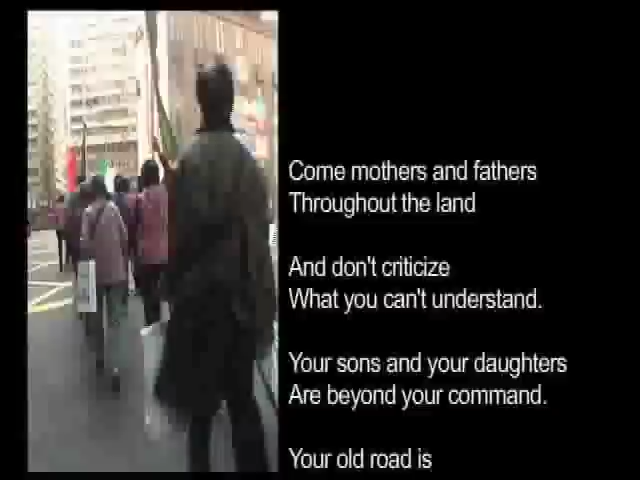 Come mothers and fathers
Throughout the land
And don't criticize
What you can't understand.
Your sons and your daughters
Are beyond your command.
Your old road is